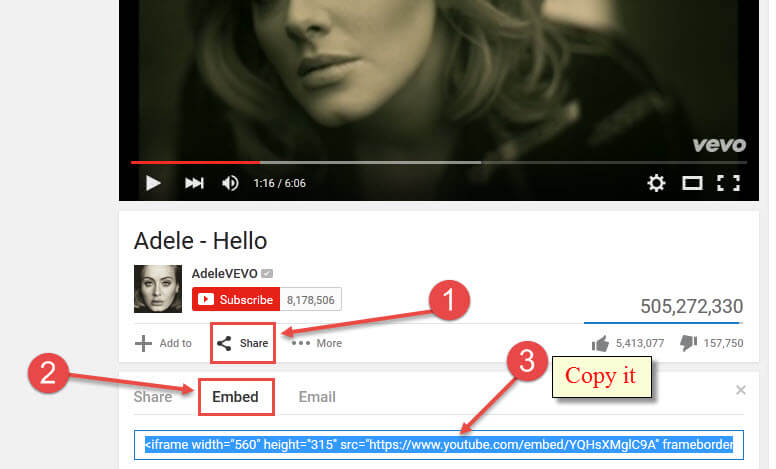 vevo
1:16 / 6:06
Adele - Hello
AdeleVEVO
Subscribe 8,178,506
1
505,272,330
Add to Share More 5,413,077 157,750
2
3
Copy it
Share Embed Email
<iframe width="560" height="315" src="https://www.youtube.com/embed/YQHsXMglC9A" frameborder